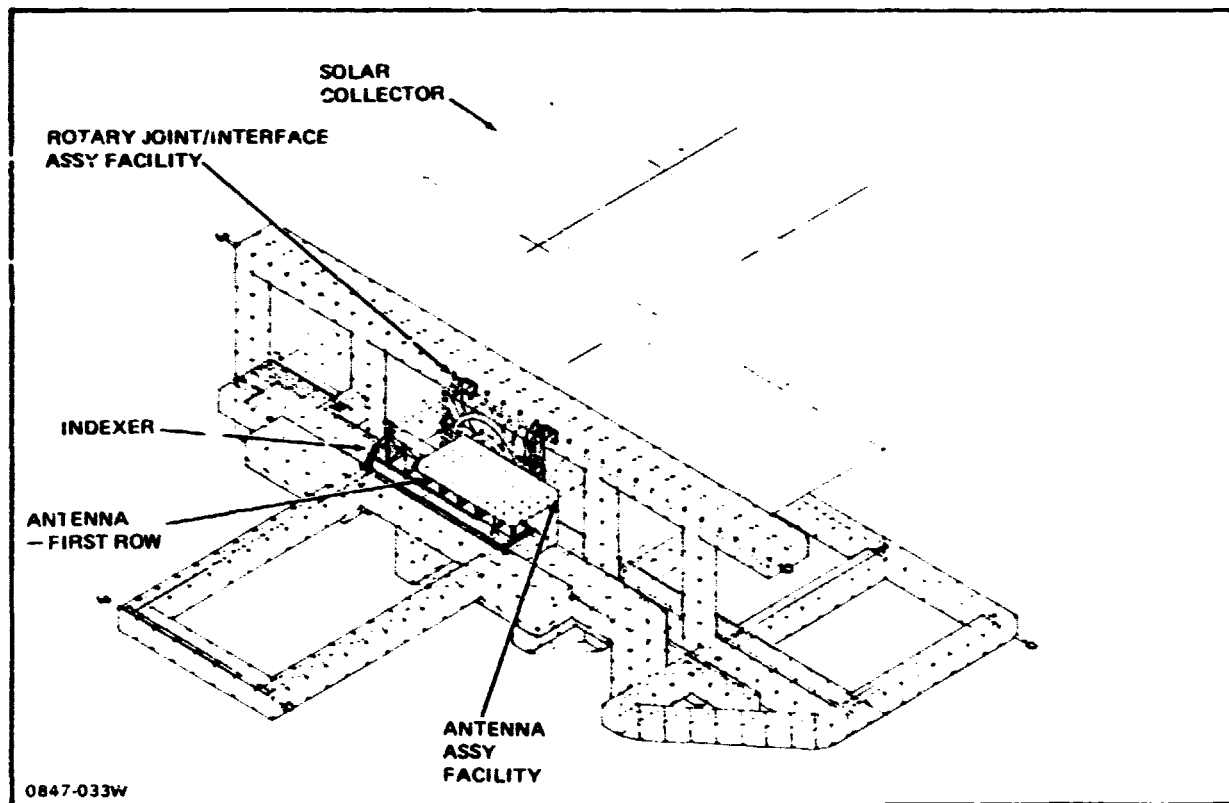 SOLAR
COLLECTOR
ROTARY JOINT/INTERFACE
ASSY FACILITY
INDEXER
ANTENNA
– FIRST ROW
ANTENNA
ASSY
FACILITY
0847-033W